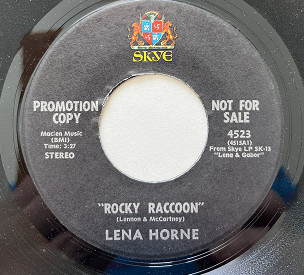 SKYE
PROMOTION
COPY
NOT FOR
SALE
Maclen Music
(BMI)
Time: 3:27
STEREO
4523
(4515A1)
From Skye LP SK-15
"Lena & Gabor"
"ROCKY RACCOON"
(Lennon & McCartney)
LENA HORNE